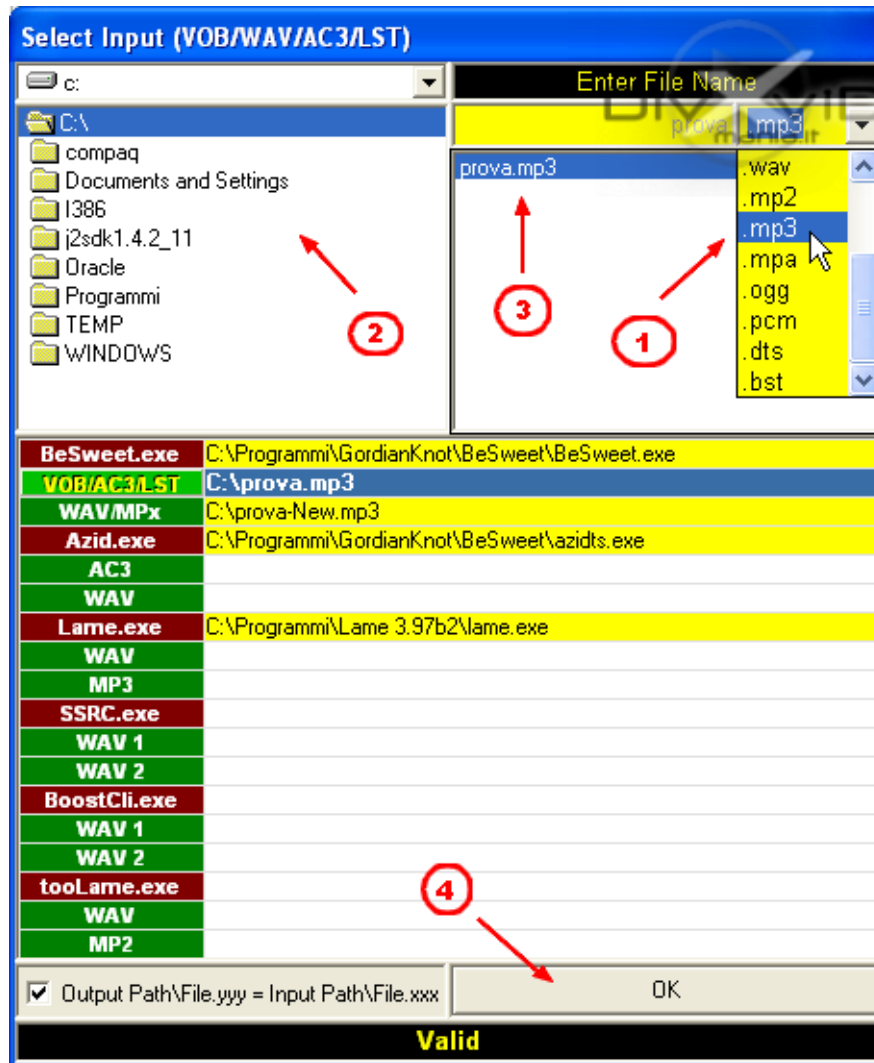 Select Input (VOB/WAV/AC3/LST)
c:
Enter File Name
C:\
prova
.mp3
compaq
Documents and Settings
I386
j2sdk1.4.2_11
Oracle
Programmi
TEMP
WINDOWS
prova.mp3
.wav
.mp2
.mp3
.mpa
.ogg
.pcm
.dts
.bst
mania.it
2
3
1
BeSweet.exe C:\Programmi\GordianKnot\BeSweet\BeSweet.exe
VOB/AC3/LST C:\prova.mp3
WAV/MPx C:\prova-New.mp3
Azid.exe C:\Programmi\GordianKnot\BeSweet\azidts.exe
AC3
WAV
Lame.exe C:\Programmi\Lame 3.97b2\lame.exe
WAV
MP3
SSRC.exe
WAV 1
WAV 2
BoostCli.exe
WAV 1
WAV 2
tooLame.exe
4
WAV
MP2
Output Path\File.yyy = Input Path\File.xxx
OK
Valid